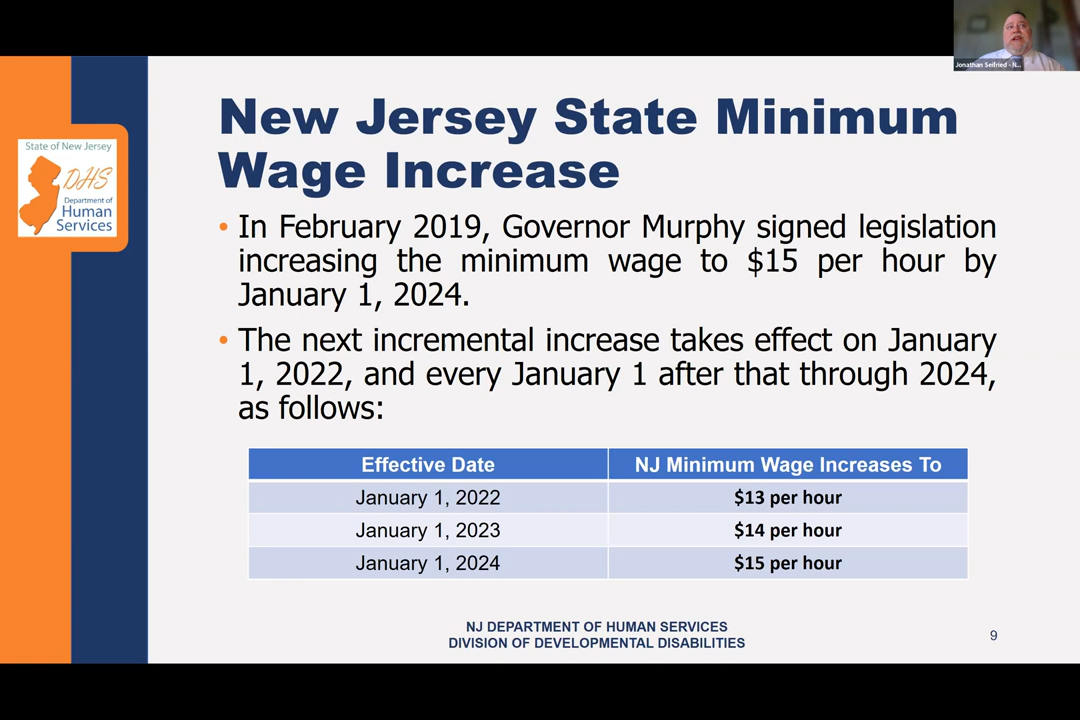 Jonathan Seifried - N...
New Jersey State Minimum
Wage Increase
State of New Jersey
DHS
Department of
Human
Services
• In February 2019, Governor Murphy signed legislation
increasing the minimum wage to $15 per hour by
January 1, 2024.
• The next incremental increase takes effect on January
1, 2022, and every January 1 after that through 2024,
as follows:
Effective Date NJ Minimum Wage Increases To
January 1, 2022 $13 per hour
January 1, 2023 $14 per hour
January 1, 2024 $15 per hour
NJ DEPARTMENT OF HUMAN SERVICES
DIVISION OF DEVELOPMENTAL DISABILITIES
9